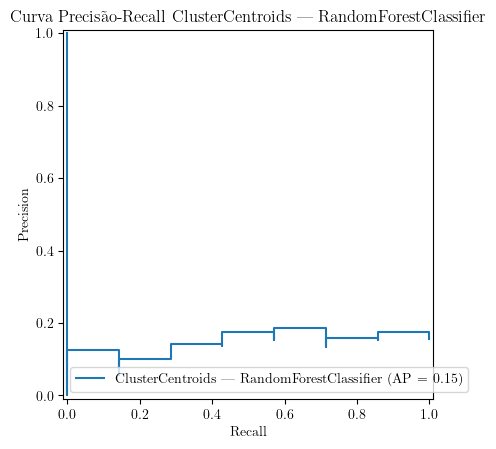 Curva Precisão-Recall ClusterCentroids — RandomForestClassifier
1.0
0.8
0.6
0.4
0.2
0.0
Precision
ClusterCentroids — RandomForestClassifier (AP = 0.15)
0.0 0.2 0.4 0.6 0.8 1.0
Recall